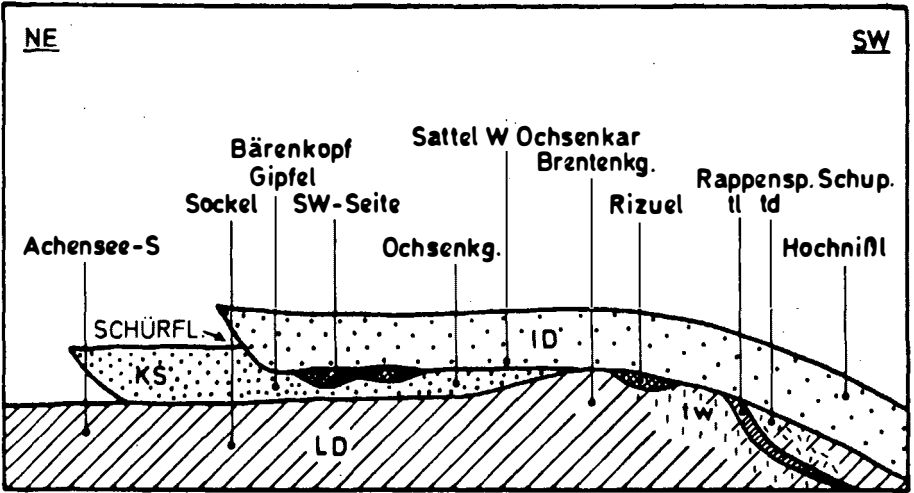 NE
SW
Sattel W Ochsenkar
Bärenkopf
Brentenkg.
Gipfel
Rappensp. Schup.
Sockel
SW-Seite
Rizuel
tl
td
Achensee-S
Ochsenkg.
Hochnißl
SCHÜRFL.
ID
KS
tw
LD